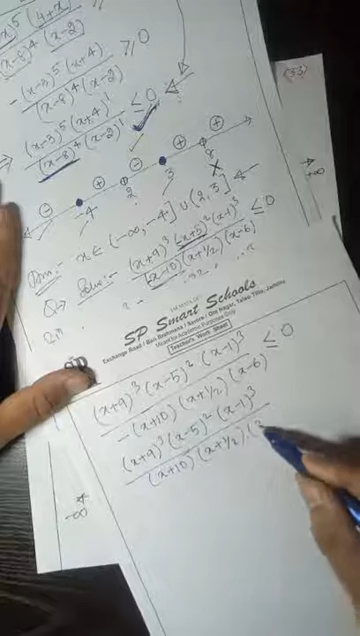 (x-8)⁴ (x-2)
-(x-3)⁵(x+4) ≥ 0
(x-8)⁴(x-2)
(x-3)⁵(x+4)¹ ≤ 0
(x-8)⁴(x-2)¹
-4 2 3 8
x ∈ (-∞, -4] ∪ (2, 3]
(x+9)³(x+5)²(x-1)³ ≤ 0
(x+10)(x+1/2)(x-6)
SP Smart Schools
Teacher's Work Sheet
(33)
(x+9)³(x-5)²(x-1)³ ≤ 0
-(x+10)(x+1/2)(x-6)
(x+9)³(x-5)²(x-1)³
(x+10)(x+1/2)(